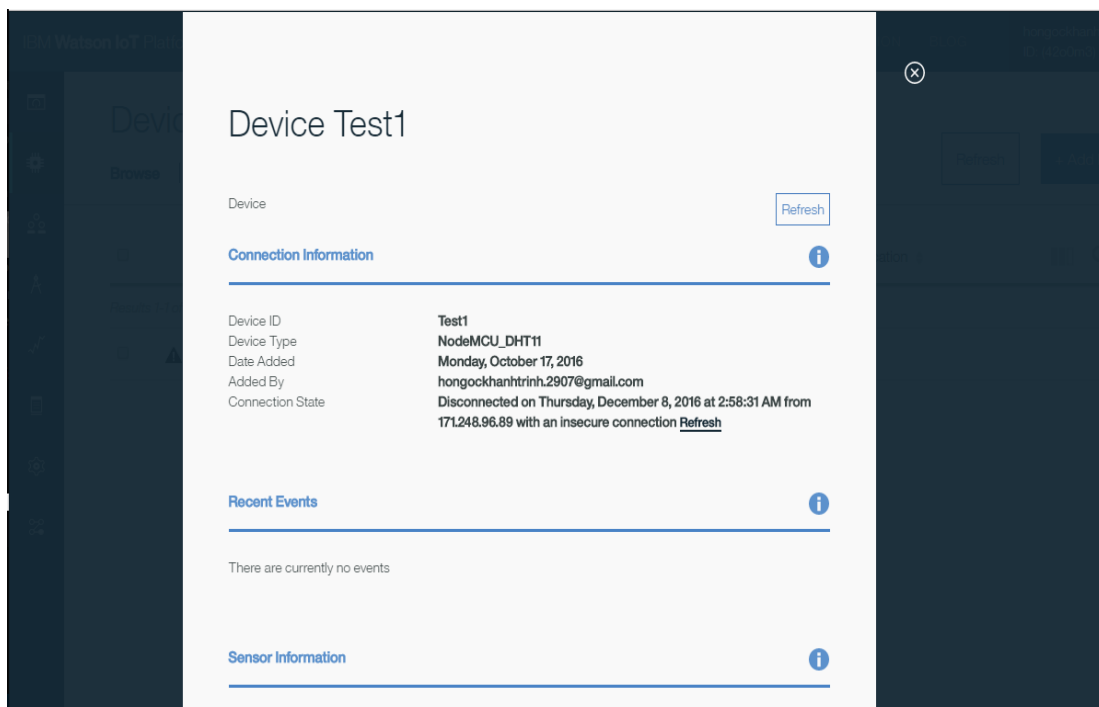 IBM Watson IoT
Device Test1
Browse
Refresh
Device
Refresh
Connection Information
Device ID Test1
Device Type NodeMCU_DHT11
Date Added Monday, October 17, 2016
Added By hongockhanhtrinh.2907@gmail.com
Connection State Disconnected on Thursday, December 8, 2016 at 2:58:31 AM from
171.248.96.89 with an insecure connection Refresh
Recent Events
There are currently no events
Sensor Information